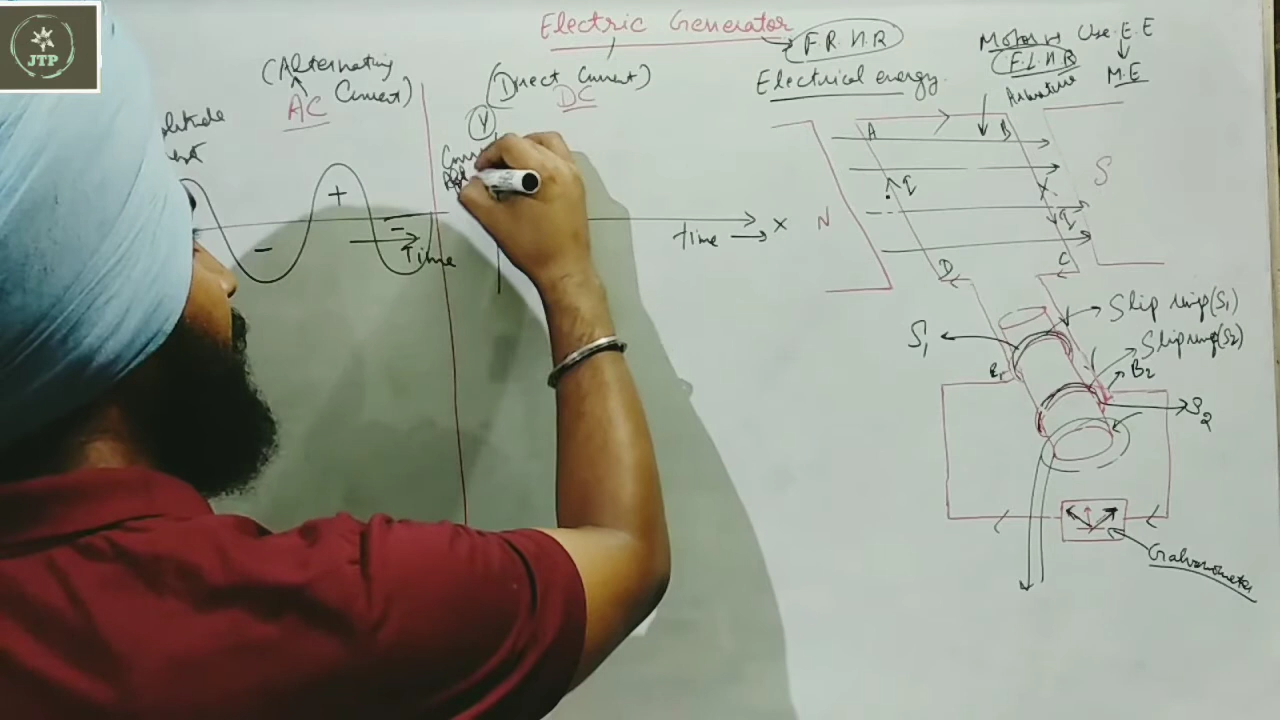 JTP
Electric Generator
F.R.H.R
Electrical energy
(Alternating
Current)
AC
(Direct Current)
DC
Y
+
-
-
Time
Time
X
Motor →
F.L.H.R
Use E.E
M.E
Armature
A
B
C
D
N
S
q
Slip ring (S1)
Slip ring (S2)
S1
B2
S2
Galvanometer